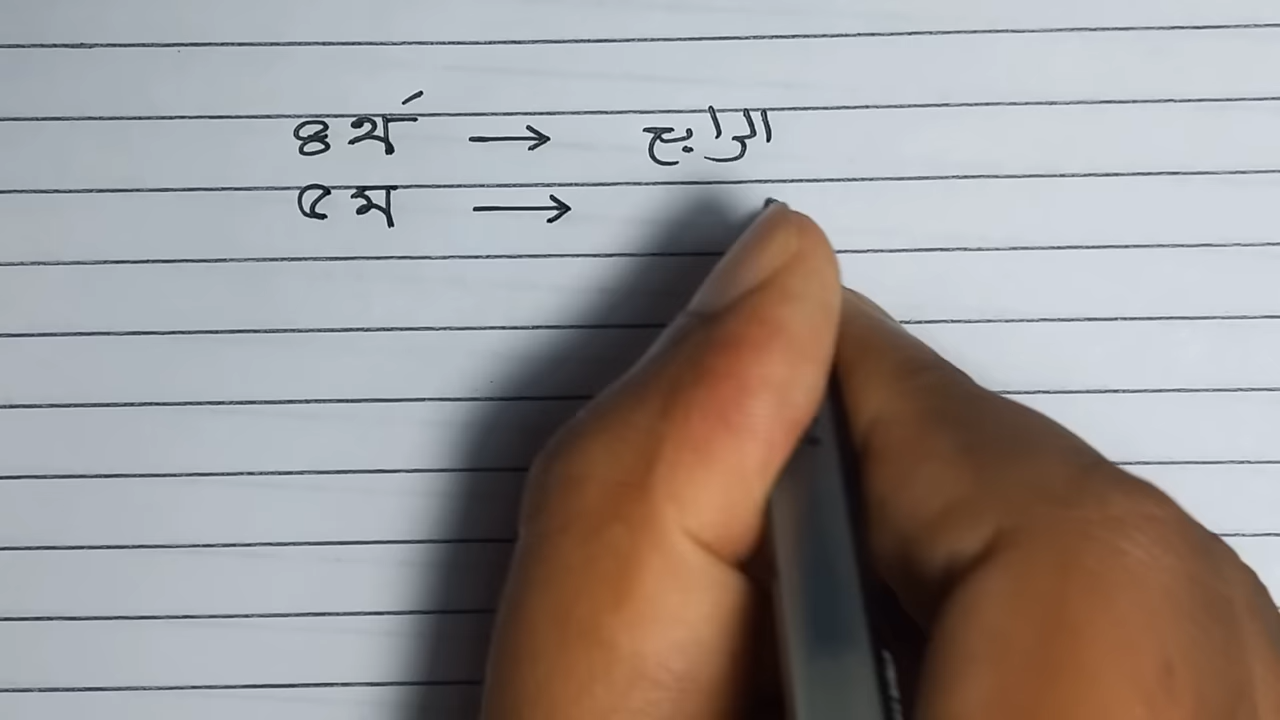 ৪র্থ → الرابع
৫ম →